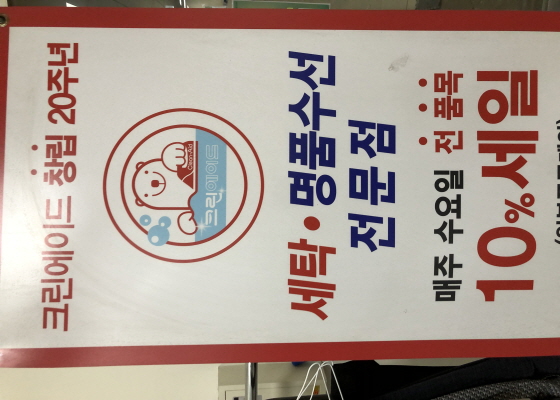 크린에이드 창립 20주년
CleanAid
크린에이드
세탁·명품수선
전문점
매주 수요일 전 품목
10% 세일